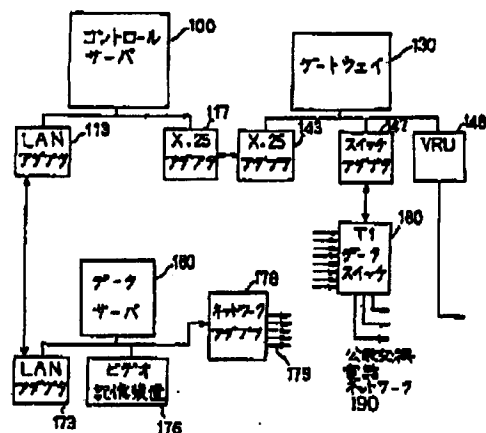 100
コントロール
サーバ
130
ゲートウェイ
117
113
LAN
アダプタ
X.25
アダプタ
X.25
アダプタ
143
147
スイッチ
アダプタ
148
VRU
T1
データ
スイッチ
180
160
データ
サーバ
178
ネットワーク
アダプタ
179
公衆交換
電話
ネットワーク
190
LAN
アダプタ
173
ビデオ
記憶装置
176